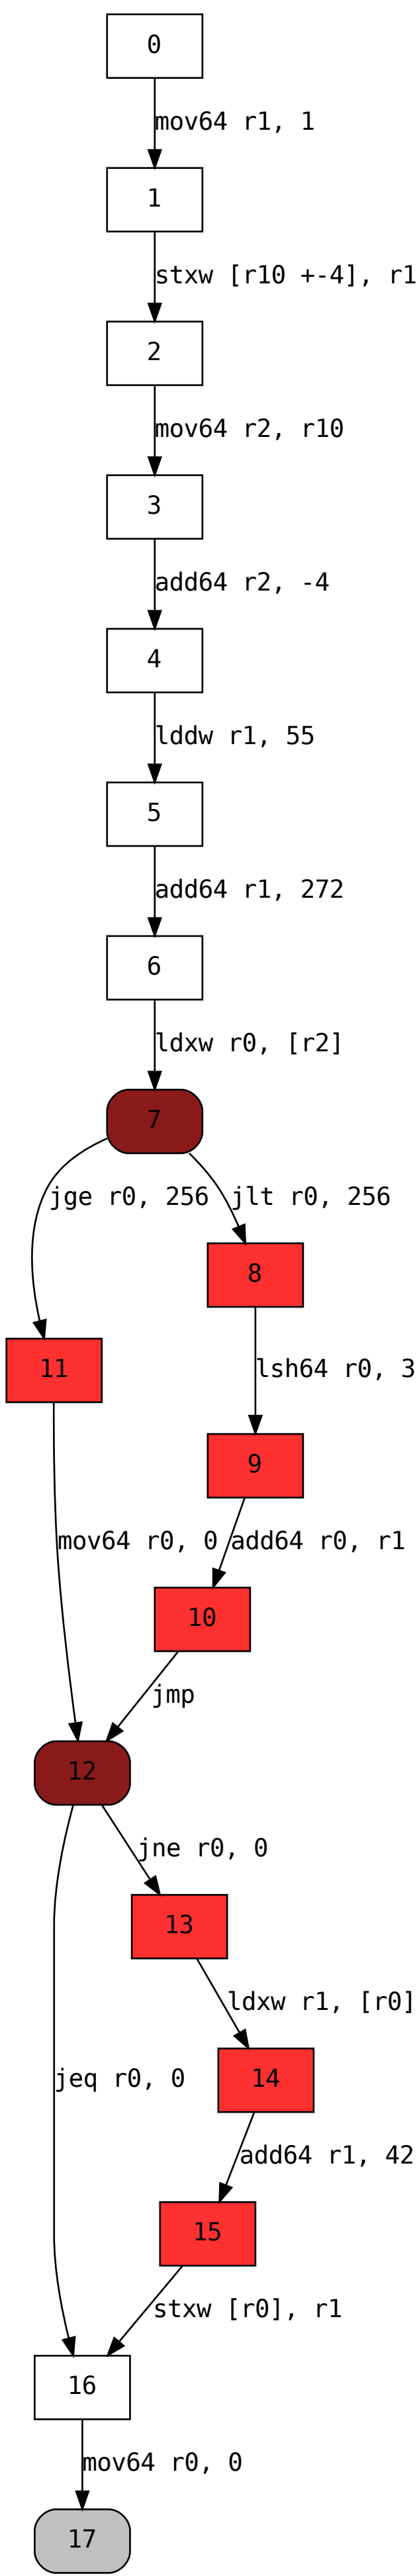 0
mov64 r1, 1
1
stxw [r10 +-4], r1
2
mov64 r2, r10
3
add64 r2, -4
4
lddw r1, 55
5
add64 r1, 272
6
ldxw r0, [r2]
7
jge r0, 256
jlt r0, 256
8
11
lsh64 r0, 3
9
mov64 r0, 0
add64 r0, r1
10
jmp
12
jne r0, 0
13
ldxw r1, [r0]
jeq r0, 0
14
add64 r1, 42
15
stxw [r0], r1
16
mov64 r0, 0
17